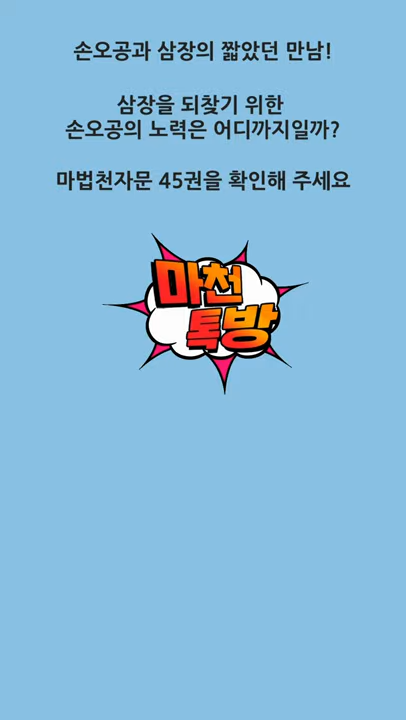 손오공과 삼장의 짧았던 만남!
삼장을 되찾기 위한
손오공의 노력은 어디까지일까?
마법천자문 45권을 확인해 주세요
마천
톡방